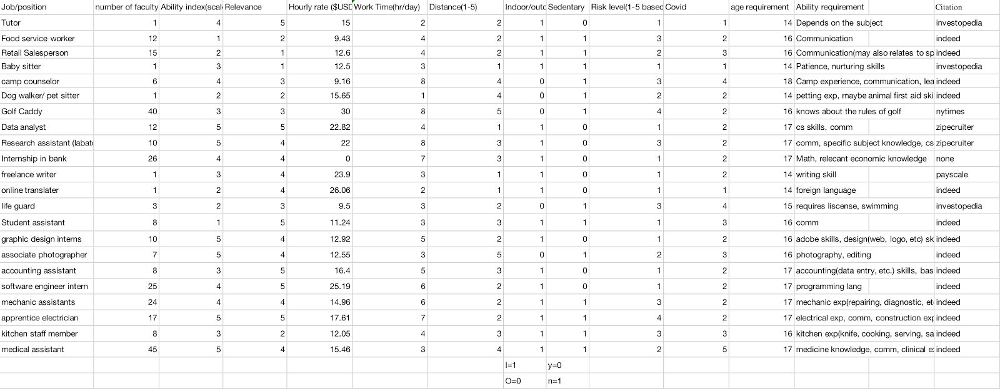 Job/position number of faculty Ability index(scale Relevance Hourly rate ($USD Work Time(hr/day) Distance(1-5) Indoor/outd Sedentary Risk level(1-5 based Covid age requirement Ability requirement Citation
Tutor 1 4 5 15 2 2 1 0 1 1 14 Depends on the subject investopedia
Food service worker 12 1 2 9.43 4 2 1 1 3 2 16 Communication indeed
Retail Salesperson 15 2 1 12.6 4 2 1 1 2 3 16 Communication(may also relates to sp indeed
Baby sitter 1 3 1 12.5 3 1 1 1 1 1 14 Patience, nurturing skills investopedia
camp counselor 6 4 3 9.16 8 4 0 1 3 4 18 Camp experience, communication, lea indeed
Dog walker/ pet sitter 1 2 2 15.65 1 4 0 1 2 2 14 petting exp, maybe animal first aid ski indeed
Golf Caddy 40 3 3 30 8 5 0 1 4 2 16 knows about the rules of golf nytimes
Data analyst 12 5 5 22.82 4 1 1 0 1 2 17 cs skills, comm zipecruiter
Research assistant (labato 10 5 4 22 8 3 1 0 3 2 17 comm, specific subject knowledge, cs zipecruiter
Internship in bank 26 4 4 0 7 3 1 0 1 2 17 Math, relecant economic knowledge none
freelance writer 1 3 4 23.9 3 1 1 0 1 2 14 writing skill payscale
online translater 1 2 4 26.06 2 1 1 0 1 1 14 foreign language indeed
life guard 3 2 3 9.5 3 2 0 1 3 4 15 requires liscense, swimming investopedia
Student assistant 8 1 5 11.24 3 3 1 1 1 3 16 comm indeed
graphic design interns 10 5 4 12.92 5 2 1 0 1 2 16 adobe skills, design(web, logo, etc) sk indeed
associate photographer 7 5 4 12.55 3 5 0 1 2 3 16 photography, editing indeed
accounting assistant 8 3 5 16.4 5 3 1 0 1 2 17 accounting(data entry, etc.) skills, bas indeed
software engineer intern 25 4 5 25.19 6 2 1 0 1 2 17 programming lang indeed
mechanic assistants 24 4 4 14.96 6 2 1 1 3 2 17 mechanic exp(repairing, diagnostic, et indeed
apprentice electrician 17 5 5 17.61 7 2 1 1 4 2 17 electrical exp, comm, construction exp indeed
kitchen staff member 8 3 2 12.05 4 3 1 1 3 3 16 kitchen exp(knife, cooking, serving, sa indeed
medical assistant 45 5 4 15.46 3 4 1 1 2 5 17 medicine knowledge, comm, clinical e indeed
I=1 y=0
O=0 n=1